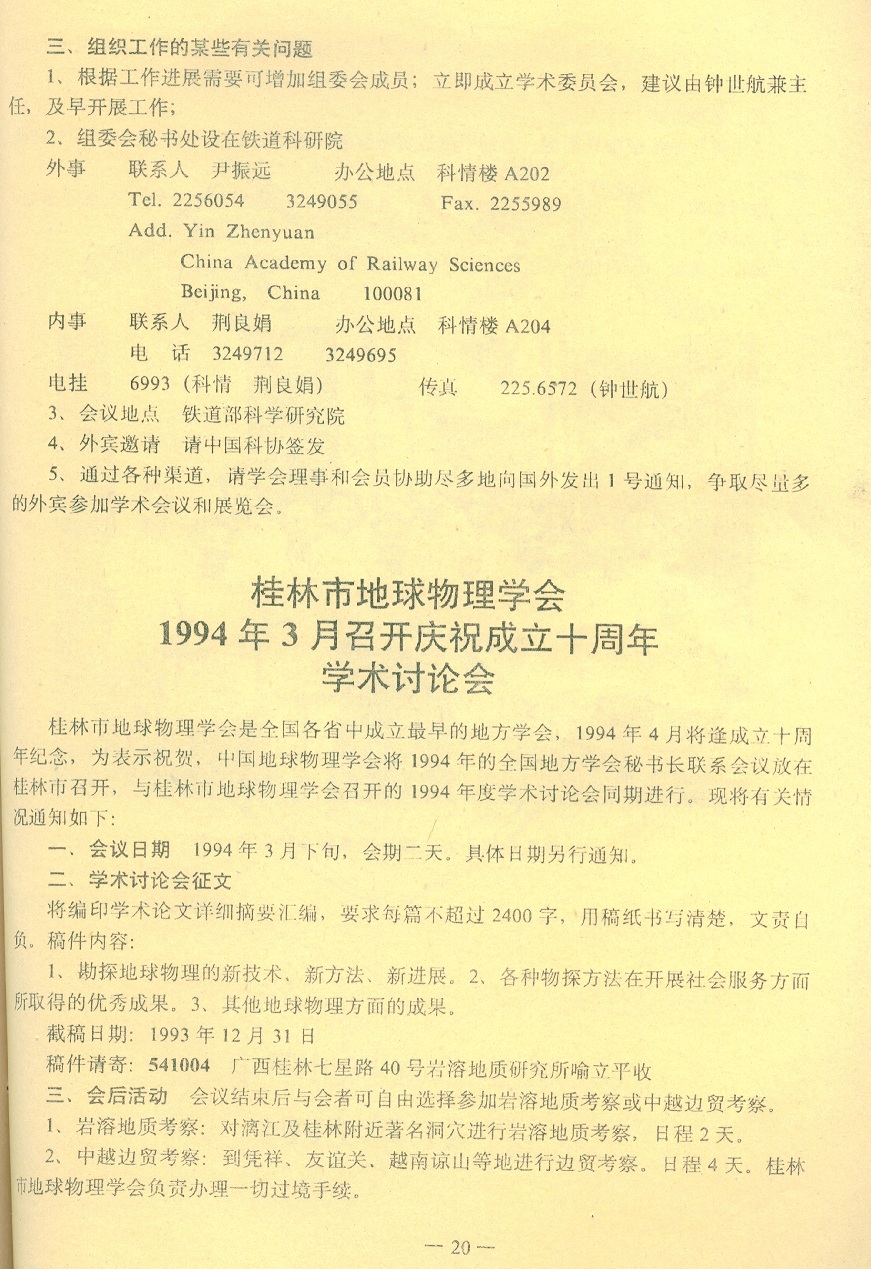 三、组织工作的某些有关问题
1、根据工作进展需要可增加组委会成员；立即成立学术委员会，建议由钟世航兼主
任，及早开展工作；
2、组委会秘书处设在铁道科研院
外事 联系人 尹振远 办公地点 科情楼 A202
Tel. 2256054 3249055 Fax. 2255989
Add. Yin Zhenyuan
China Academy of Railway Sciences
Beijing, China 100081
内事 联系人 荆良娟 办公地点 科情楼 A204
电 话 3249712 3249695
电挂 6993（科情 荆良娟） 传真 225.6572（钟世航）
3、会议地点 铁道部科学研究院
4、外宾邀请 请中国科协签发
5、通过各种渠道，请学会理事和会员协助尽多地向国外发出 1 号通知，争取尽量多
的外宾参加学术会议和展览会。
桂林市地球物理学会
1994 年 3 月召开庆祝成立十周年
学术讨论会
桂林市地球物理学会是全国各省中成立最早的地方学会，1994 年 4 月将逢成立十周
年纪念，为表示祝贺，中国地球物理学会将 1994 年的全国地方学会秘书长联系会议放在
桂林市召开，与桂林市地球物理学会召开的 1994 年度学术讨论会同期进行。现将有关情
况通知如下：
一、会议日期 1994 年 3 月下旬，会期二天。具体日期另行通知。
二、学术讨论会征文
将编印学术论文详细摘要汇编，要求每篇不超过 2400 字，用稿纸书写清楚，文责自
负。稿件内容：
1、勘探地球物理的新技术、新方法、新进展。2、各种物探方法在开展社会服务方面
所取得的优秀成果。3、其他地球物理方面的成果。
截稿日期：1993 年 12 月 31 日
稿件请寄：541004 广西桂林七星路 40 号岩溶地质研究所喻立平收
三、会后活动 会议结束后与会者可自由选择参加岩溶地质考察或中越边贸考察。
1、岩溶地质考察：对漓江及桂林附近著名洞穴进行岩溶地质考察，日程 2 天。
2、中越边贸考察：到凭祥、友谊关、越南谅山等地进行边贸考察。日程 4 天。桂林
市地球物理学会负责办理一切过境手续。
— 20 —